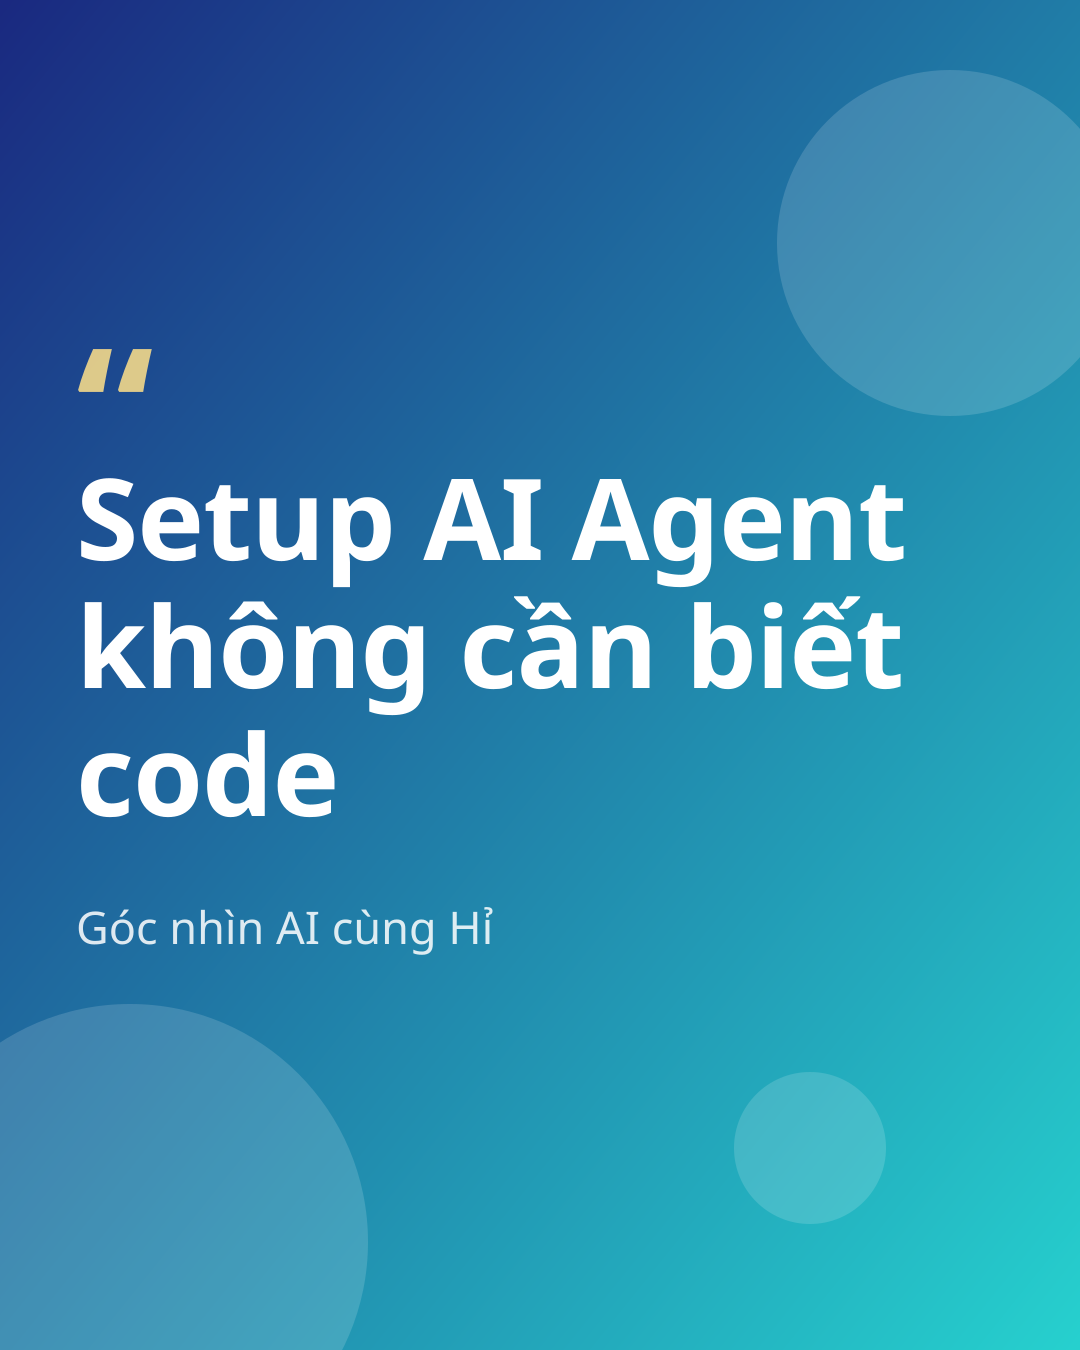 “
Setup AI Agent
không cần biết
code
Góc nhìn AI cùng Hỉ